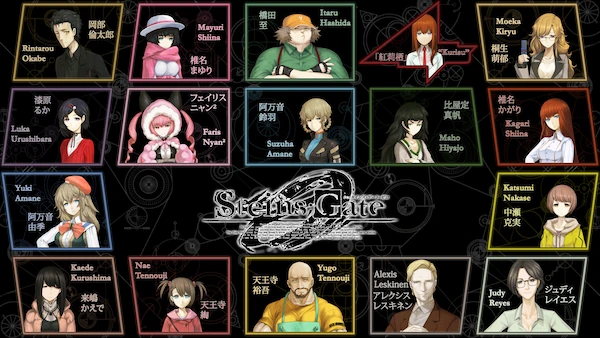 Rintarou
Okabe
岡部
倫太郎
Mayuri
Shiina
椎名
まゆり
橋田
至
Itaru
Hashida
「紅莉栖」
"Kurisu"
Moeka
Kiryu
桐生
萌郁
漆原
るか
Luka
Urushibara
フェイリス
ニャン²
Faris
Nyan²
阿万音
鈴羽
Suzuha
Amane
比屋定
真帆
Maho
Hiyajo
椎名
かがり
Kagari
Shiina
Yuki
Amane
阿万音
由季
Steins;Gate
Katsumi
Nakase
中瀬
克実
Kaede
Kurushima
来嶋
かえで
Nae
Tennouji
天王寺
綯
天王寺
裕吾
Yugo
Tennouji
Alexis
Leskinen
アレクシス
レスキネン
Judy
Reyes
ジュディ
レイエス